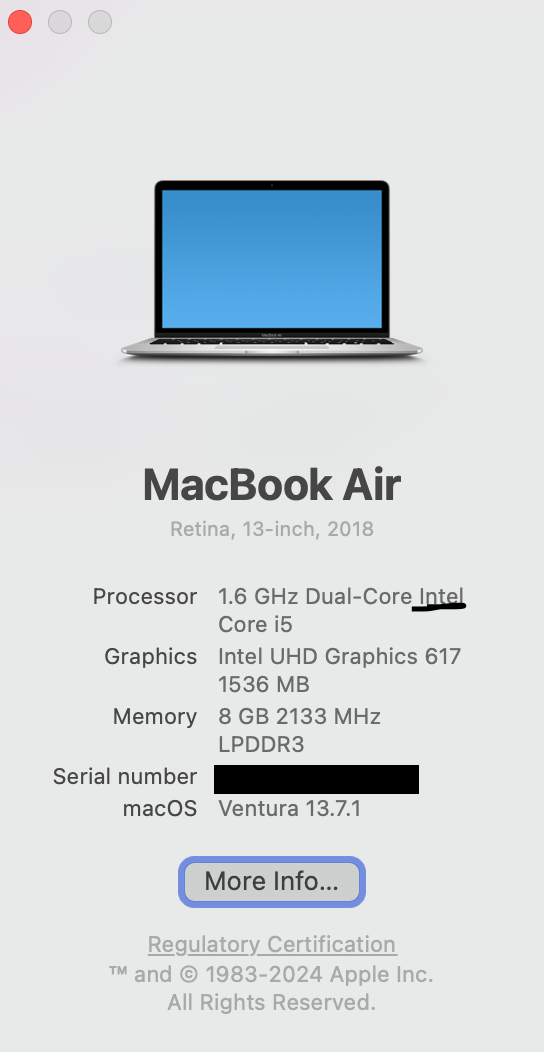 MacBook Air
Retina, 13-inch, 2018
Processor 1.6 GHz Dual-Core Intel
Core i5
Graphics Intel UHD Graphics 617
1536 MB
Memory 8 GB 2133 MHz
LPDDR3
Serial number
macOS Ventura 13.7.1
More Info...
Regulatory Certification
™ and © 1983-2024 Apple Inc.
All Rights Reserved.